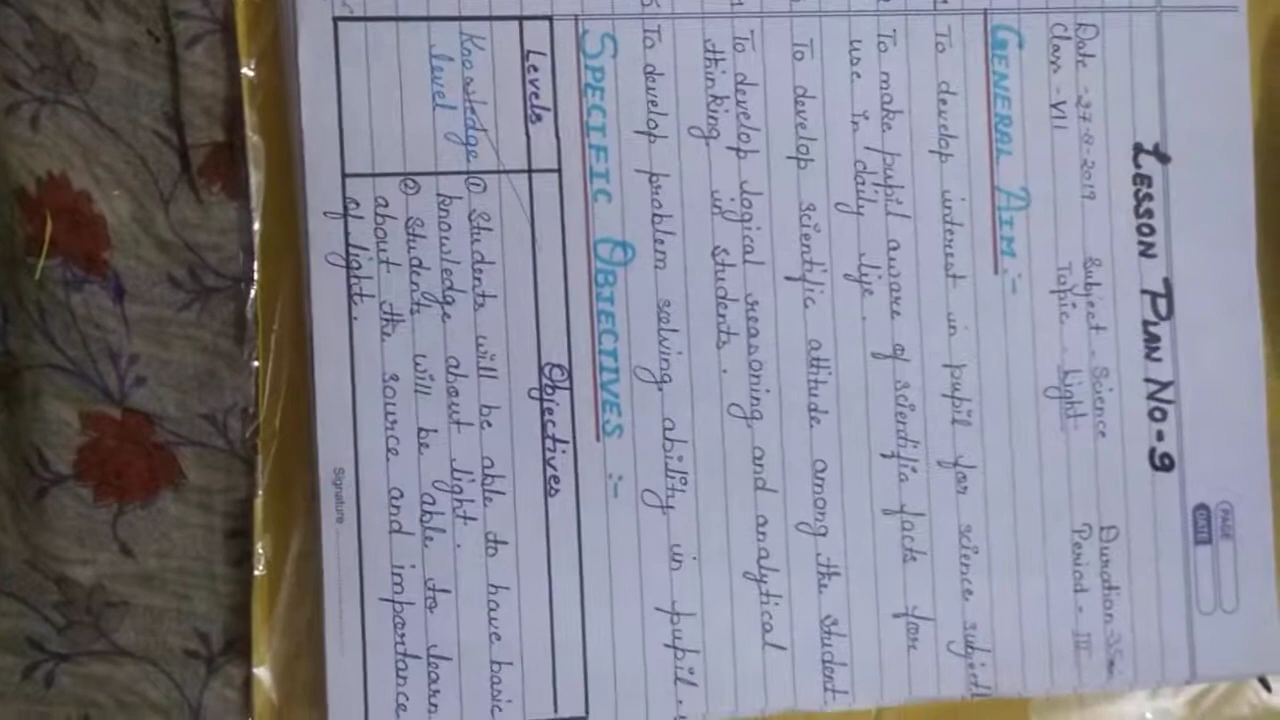 PAGE
DATE
LESSON PLAN NO-9
Date - 27-8-2019 Subject - Science Duration-35
Class - VII Topic - Light Period - III
GENERAL AIM :-
To develop interest in pupil for science subject
To make pupil aware of scientific facts for
use in daily life.
To develop scientific attitude among the student
To develop logical reasoning and analytical
thinking in students.
To develop problem solving ability in pupil.
SPECIFIC OBJECTIVES :-
Levels Objectives
Knowledge ① Students will be able to have basic
level knowledge about light.
② Students will be able to learn
about the source and importance
of light.
Signature